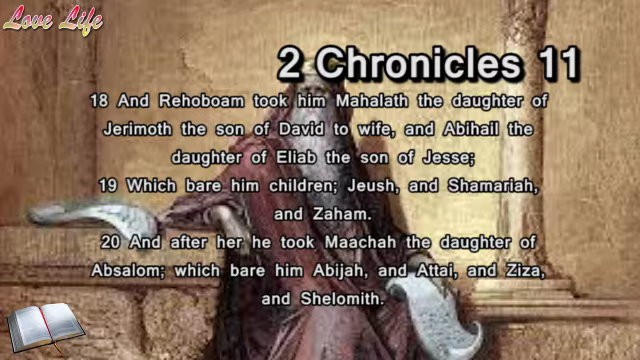 Love Life
2 Chronicles 11
18 And Rehoboam took him Mahalath the daughter of
Jerimoth the son of David to wife, and Abihail the
daughter of Eliab the son of Jesse;
19 Which bare him children; Jeush, and Shamariah,
and Zaham.
20 And after her he took Maachah the daughter of
Absalom; which bare him Abijah, and Attai, and Ziza,
and Shelomith.